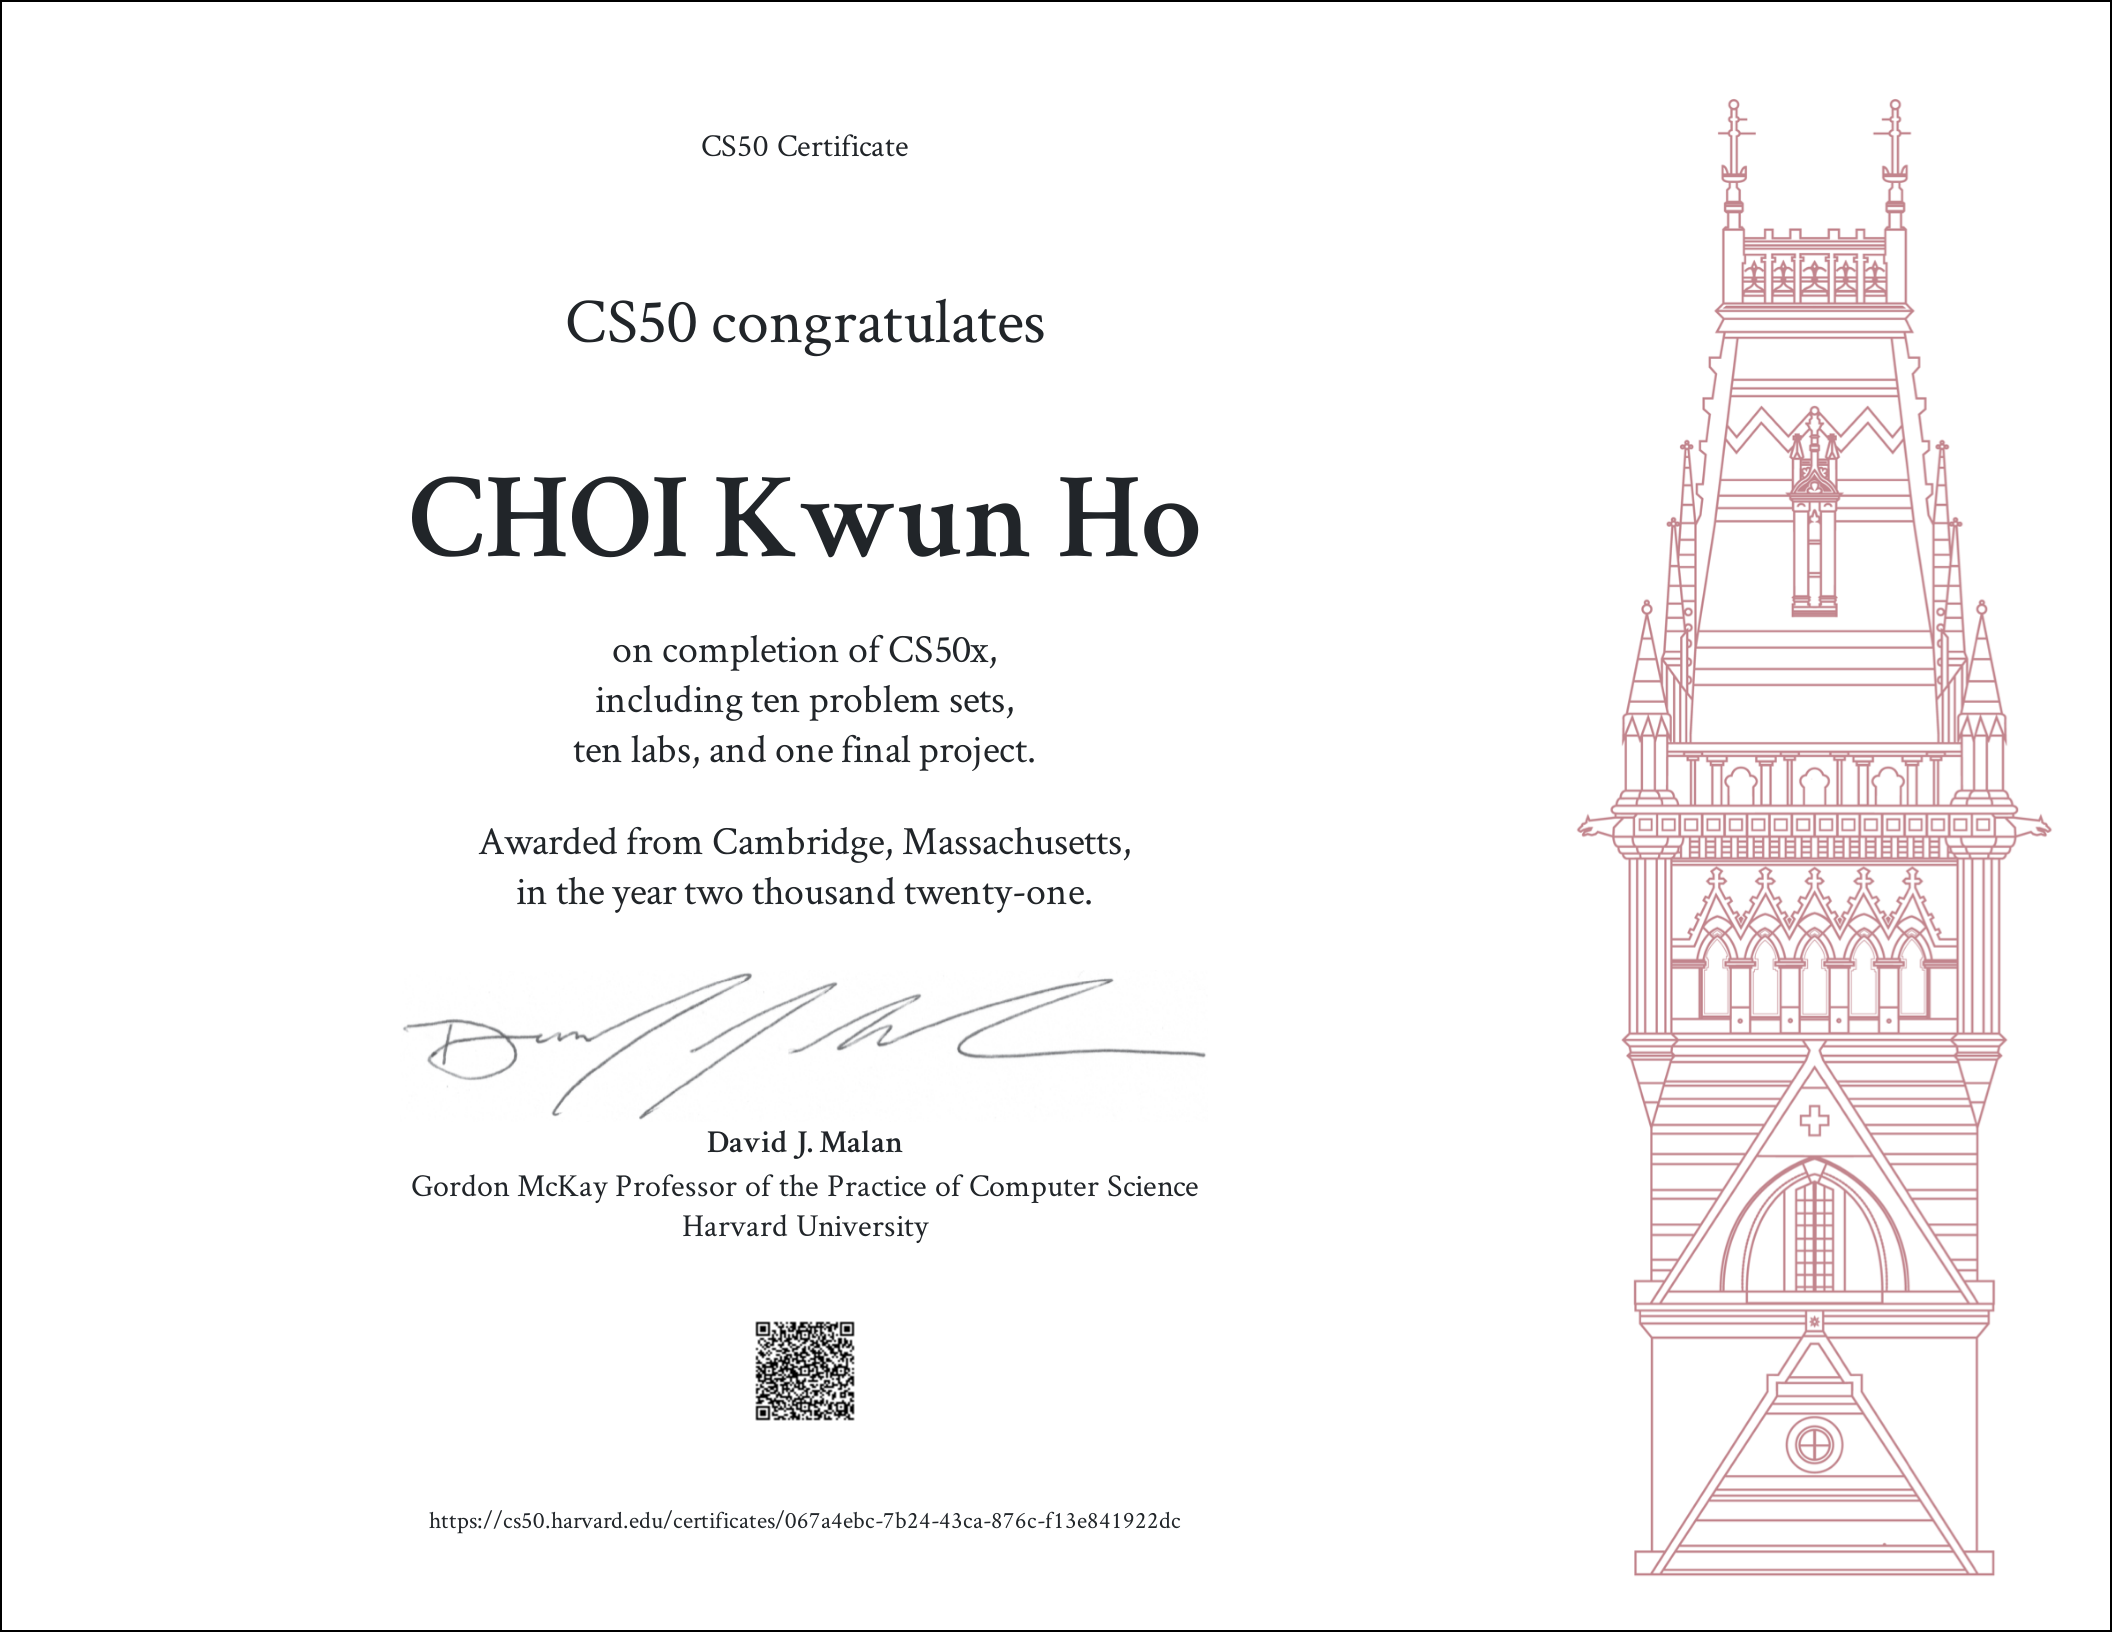 CS50 Certificate
CS50 congratulates
CHOI Kwun Ho
on completion of CS50x,
including ten problem sets,
ten labs, and one final project.
Awarded from Cambridge, Massachusetts,
in the year two thousand twenty-one.
David J. Malan
Gordon McKay Professor of the Practice of Computer Science
Harvard University
https://cs50.harvard.edu/certificates/067a4ebc-7b24-43ca-876c-f13e841922dc